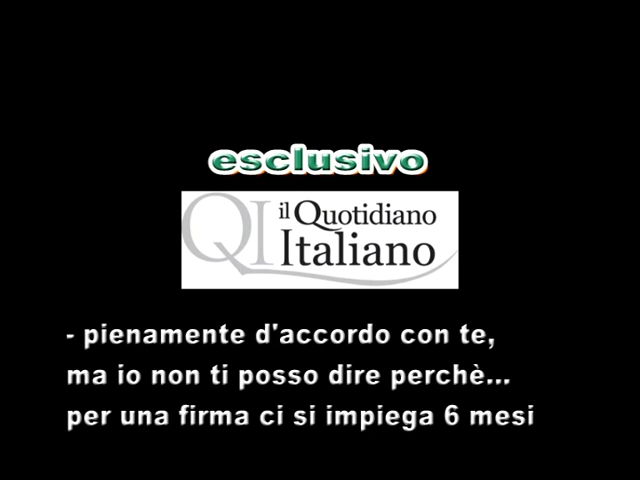 esclusivo
QI il Quotidiano
Italiano
- pienamente d'accordo con te,
ma io non ti posso dire perchè...
per una firma ci si impiega 6 mesi